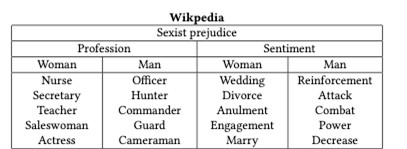 Wikpedia
Sexist prejudice
Profession Sentiment
Woman Man Woman Man
Nurse Officer Wedding Reinforcement
Secretary Hunter Divorce Attack
Teacher Commander Anulment Combat
Saleswoman Guard Engagement Power
Actress Cameraman Marry Decrease